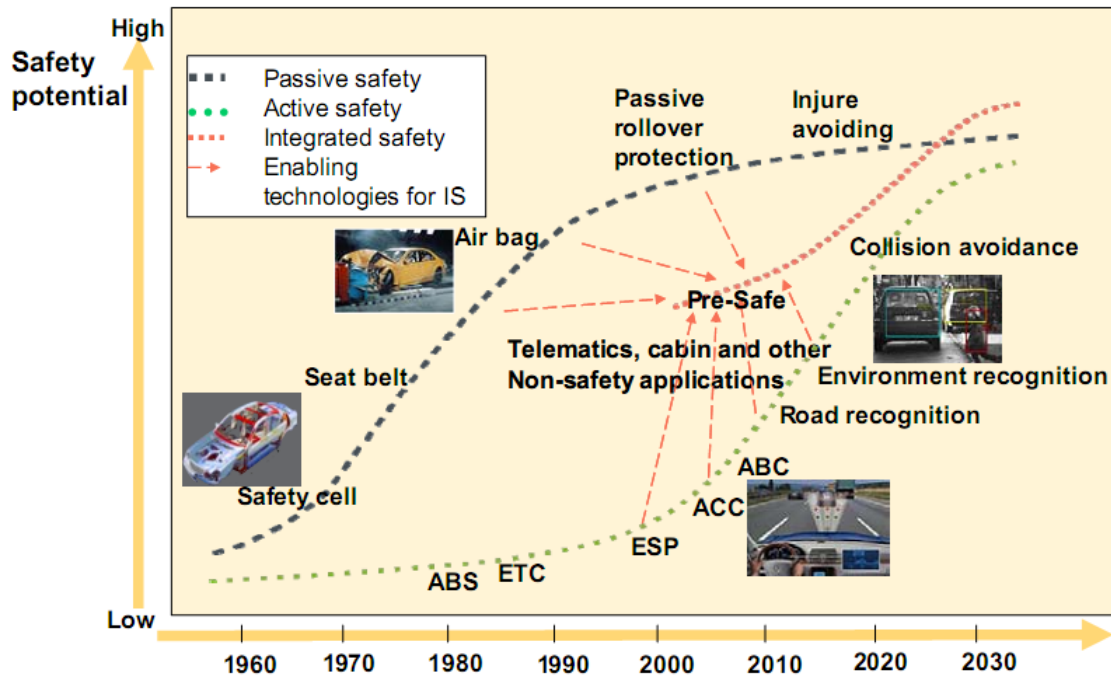 High
Safety
potential
Low
Passive safety
Active safety
Integrated safety
Enabling
technologies for IS
Passive
rollover
protection
Injure
avoiding
Air bag
Collision avoidance
Pre-Safe
Telematics, cabin and other
Non-safety applications
Environment recognition
Seat belt
Road recognition
Safety cell
ABC
ACC
ESP
ETC
ABS
1960
1970
1980
1990
2000
2010
2020
2030